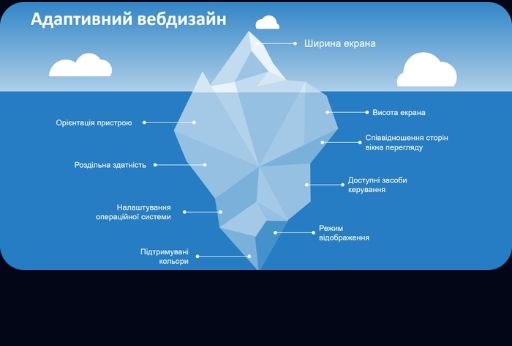 Адаптивний вебдизайн
Ширина екрана
Висота екрана
Орієнтація пристрою
Співвідношення сторін
вікна перегляду
Роздільна здатність
Доступні засоби
керування
Налаштування
операційної системи
Режим
відображення
Підтримувані
кольори